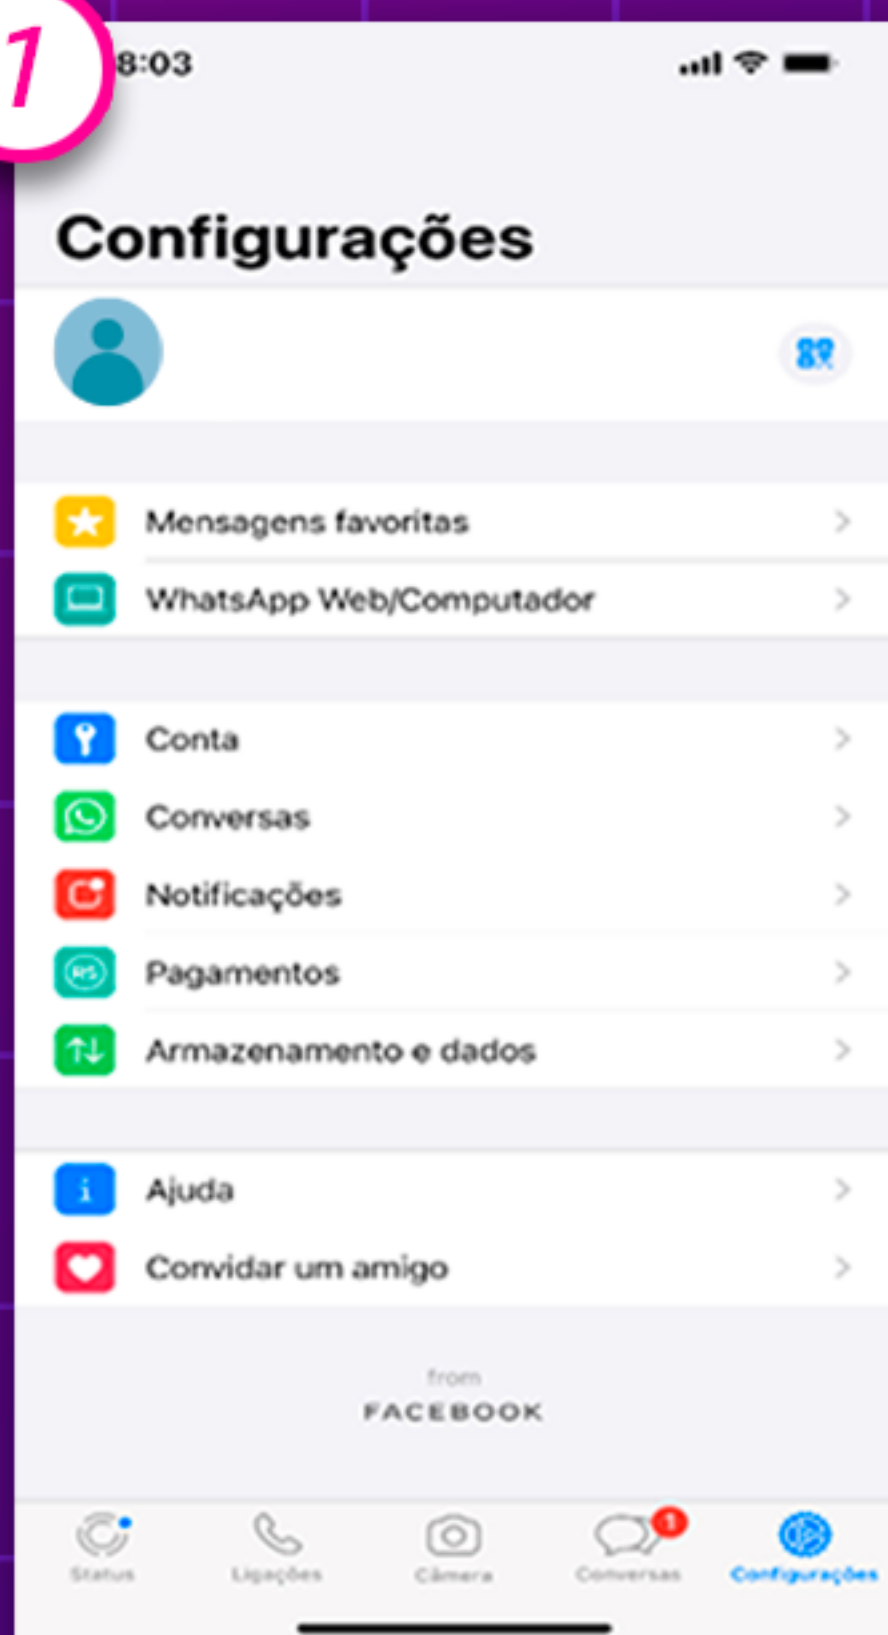 1
8:03
Configurações
Mensagens favoritas
WhatsApp Web/Computador
Conta
Conversas
Notificações
R$
Pagamentos
Armazenamento e dados
i
Ajuda
Convidar um amigo
from
FACEBOOK
1
Status
Ligações
Câmera
Conversas
Configurações